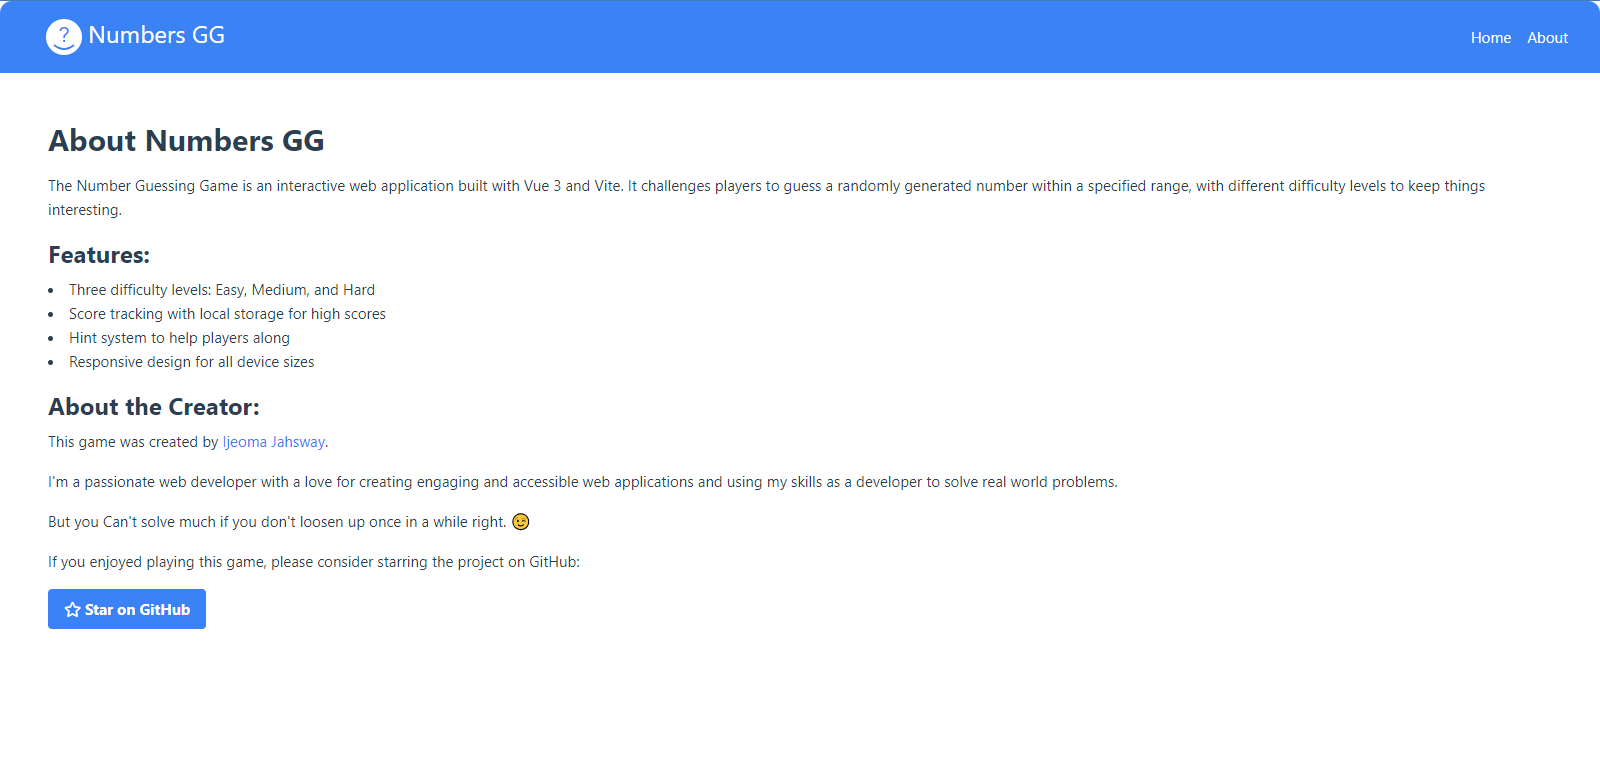 ? Numbers GG
Home About
About Numbers GG
The Number Guessing Game is an interactive web application built with Vue 3 and Vite. It challenges players to guess a randomly generated number within a specified range, with different difficulty levels to keep things
interesting.
Features:
• Three difficulty levels: Easy, Medium, and Hard
• Score tracking with local storage for high scores
• Hint system to help players along
• Responsive design for all device sizes
About the Creator:
This game was created by Ijeoma Jahsway.
I'm a passionate web developer with a love for creating engaging and accessible web applications and using my skills as a developer to solve real world problems.
But you Can't solve much if you don't loosen up once in a while right. 😉
If you enjoyed playing this game, please consider starring the project on GitHub:
Star on GitHub